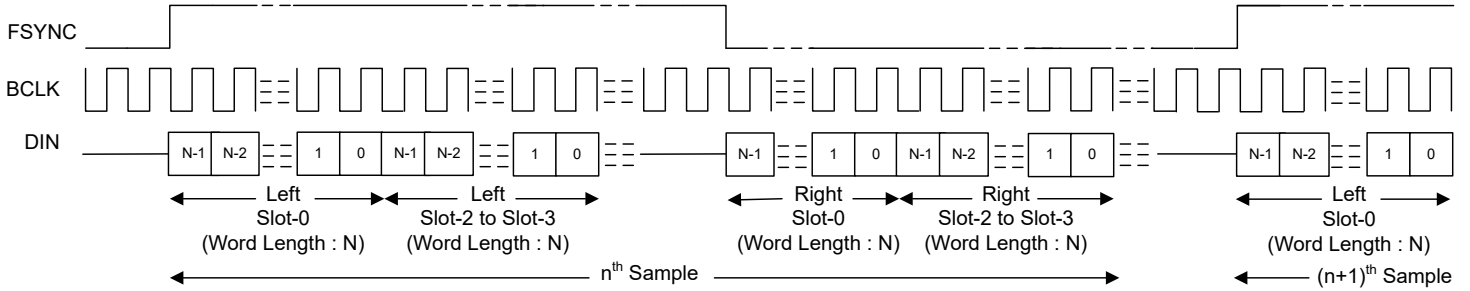 FSYNC
BCLK
DIN
N-1 N-2 1 0 N-1 N-2 1 0 N-1 1 0 N-1 N-2 1 0 N-1 N-2 1 0
Left Left Right Right Left
Slot-0 Slot-2 to Slot-3 Slot-0 Slot-2 to Slot-3 Slot-0
(Word Length : N) (Word Length : N) (Word Length : N) (Word Length : N) (Word Length : N)
nth Sample (n+1)th Sample